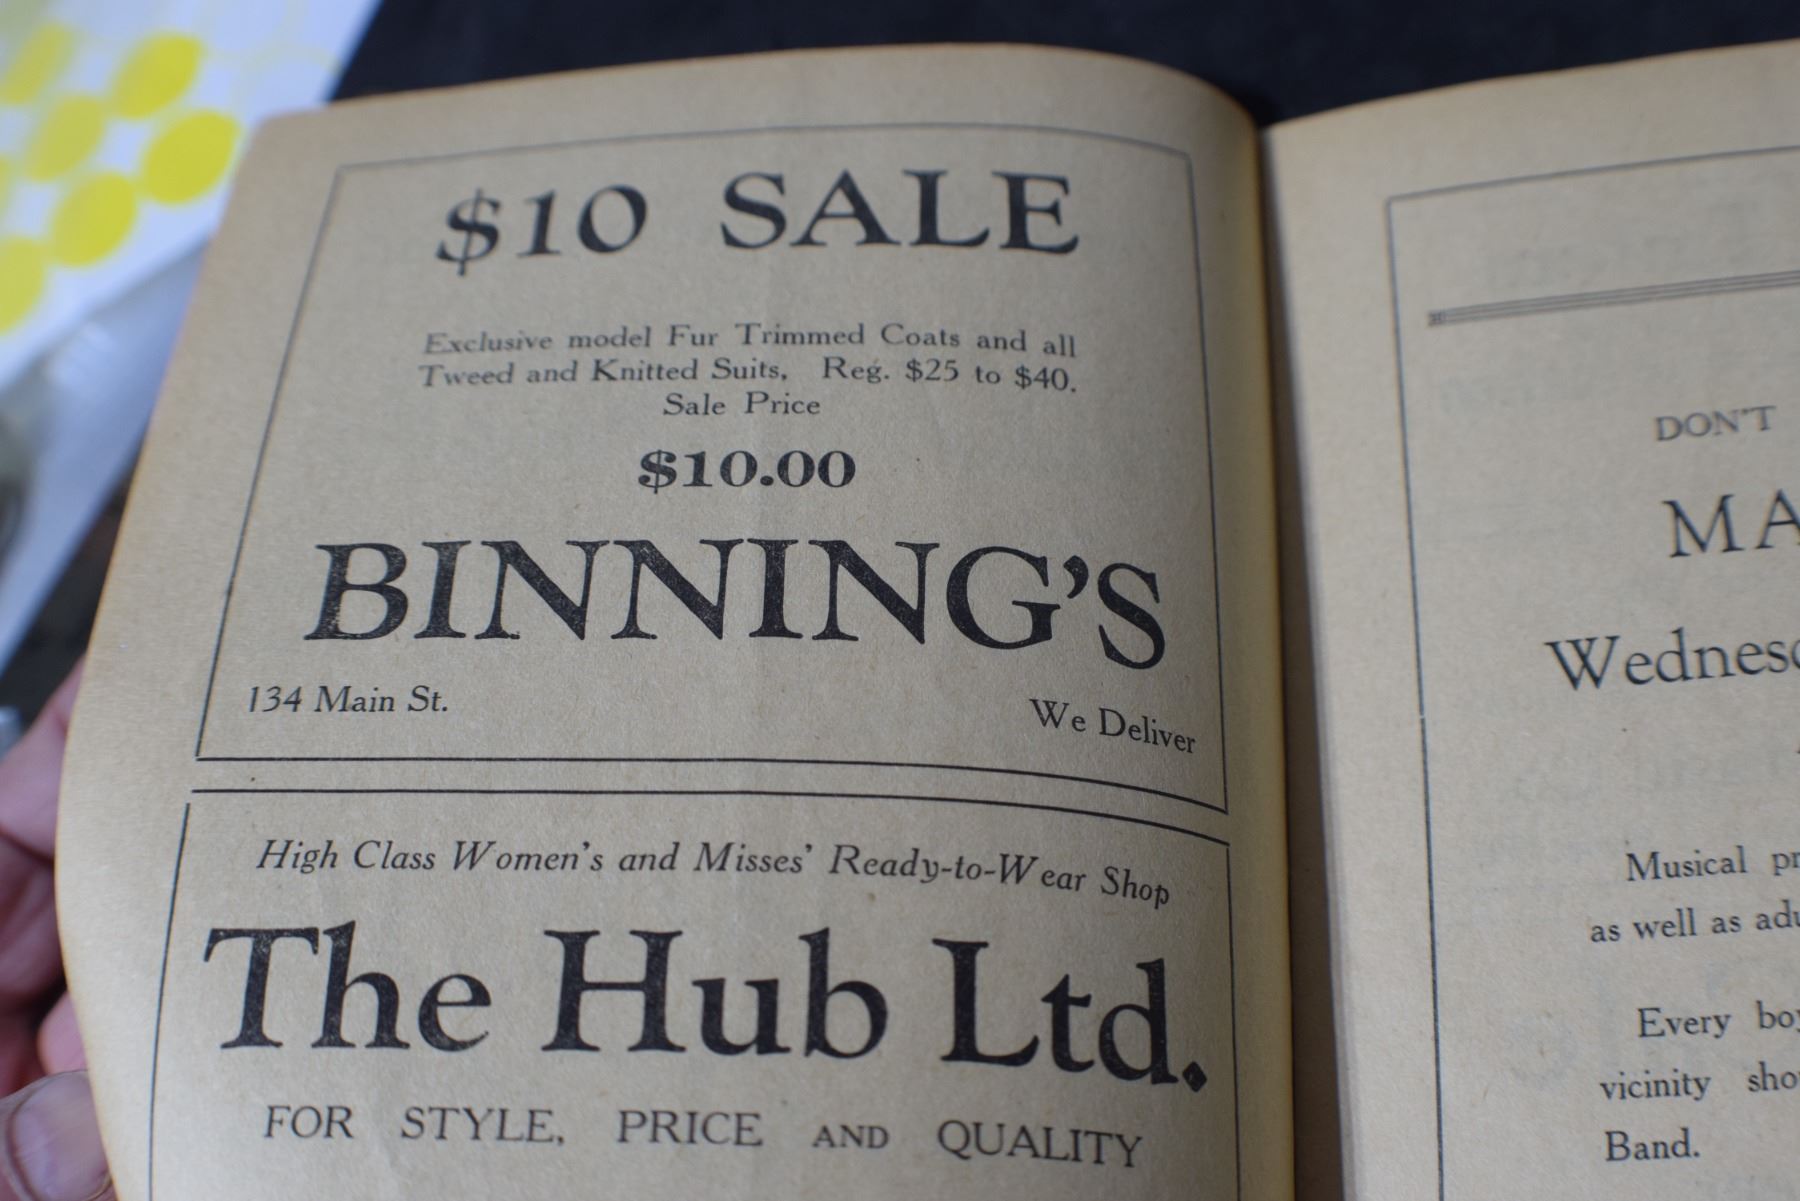 $10 SALE
Exclusive model Fur Trimmed Coats and all
Tweed and Knitted Suits. Reg. $25 to $40.
Sale Price
$10.00
BINNING'S
134 Main St.
We Deliver
High Class Women's and Misses' Ready-to-Wear Shop
The Hub Ltd.
FOR STYLE, PRICE AND QUALITY
DON'T
MA
Wednes
Musical pr
as well as adu
Every boy
vicinity sho
Band.